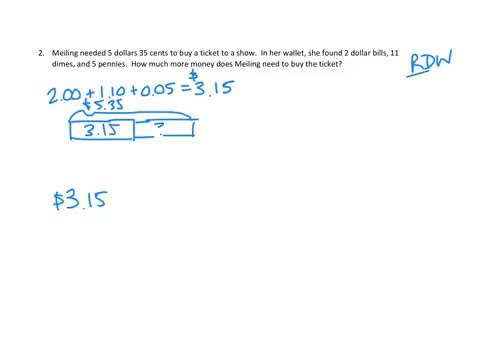 2. Meiling needed 5 dollars 35 cents to buy a ticket to a show. In her wallet, she found 2 dollar bills, 11
dimes, and 5 pennies. How much more money does Meiling need to buy the ticket?
RDW
2.00 + 1.10 + 0.05 = $3.15
$5.35
3.15 ?
$3.15